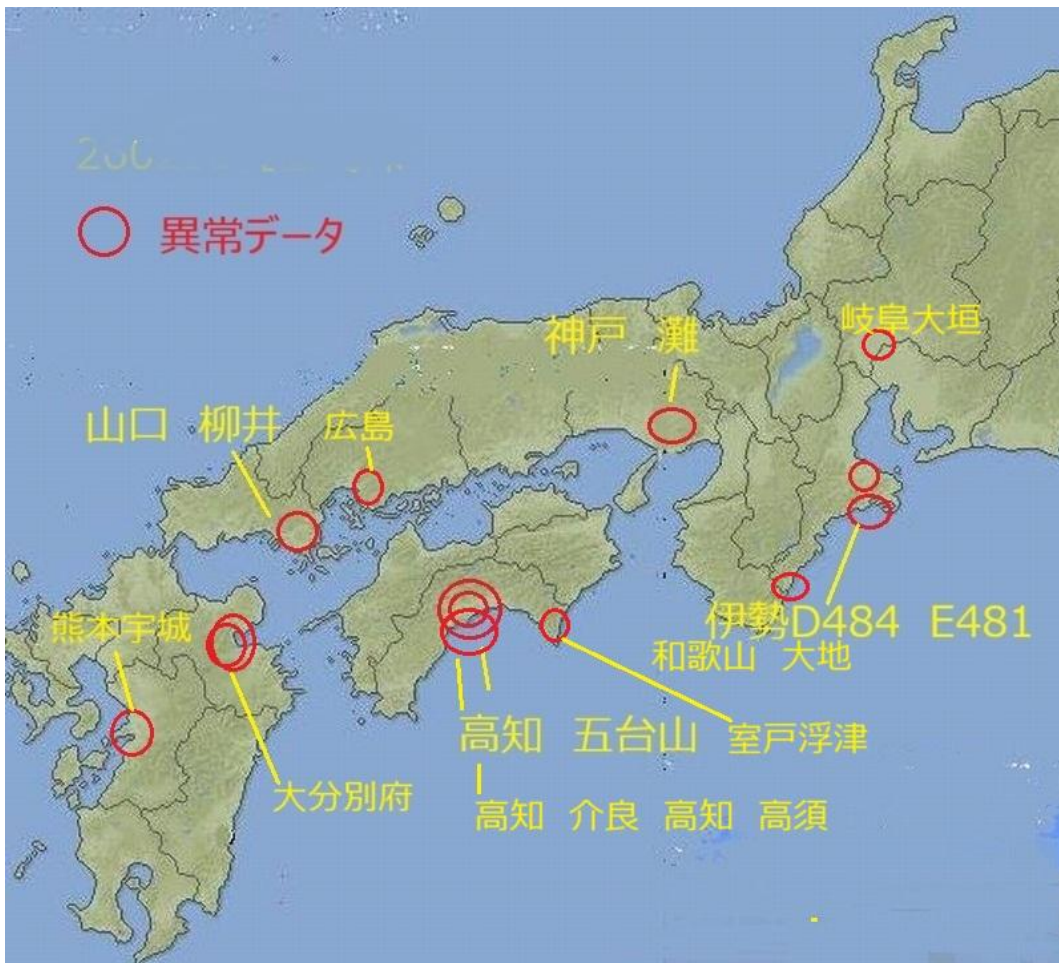 異常データ
岐阜大垣
神戸 灘
山口 柳井
広島
熊本宇城
伊勢D484 E481
和歌山 大地
高知 五台山
室戸浮津
大分別府
高知 介良 高知 高須